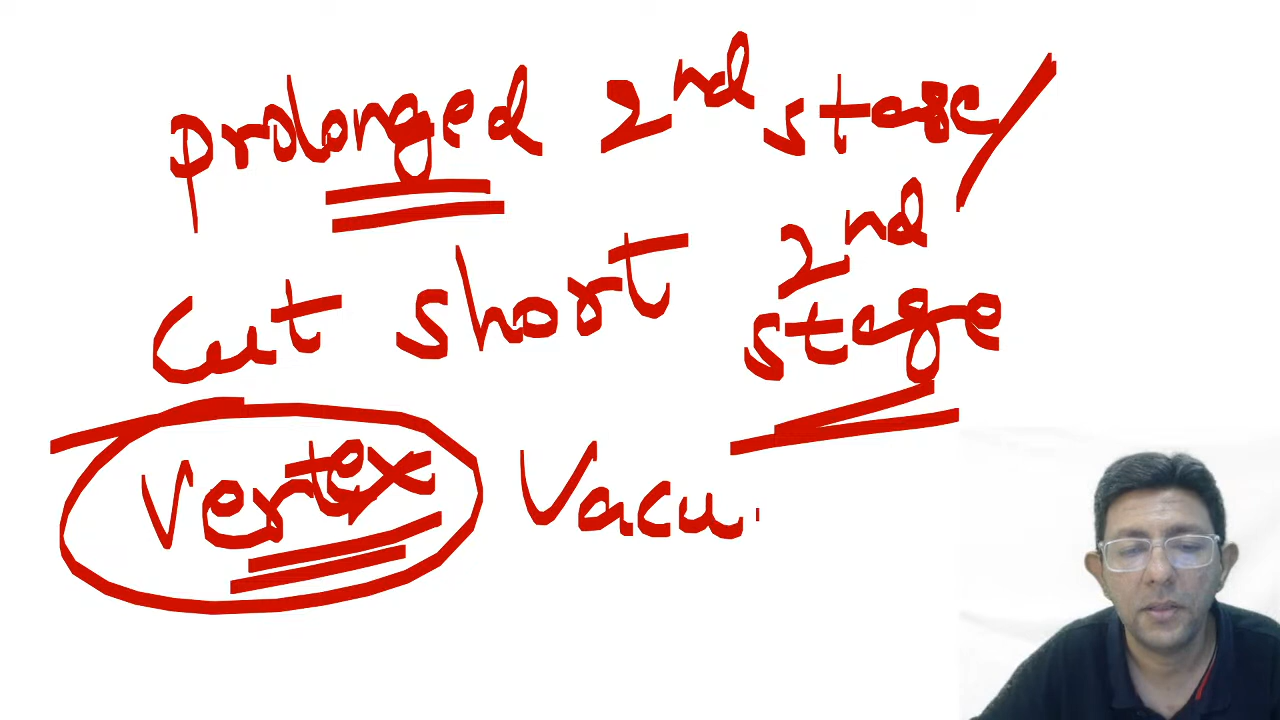 prolonged 2nd stage/
cut short 2nd
stage
Vertex Vacu